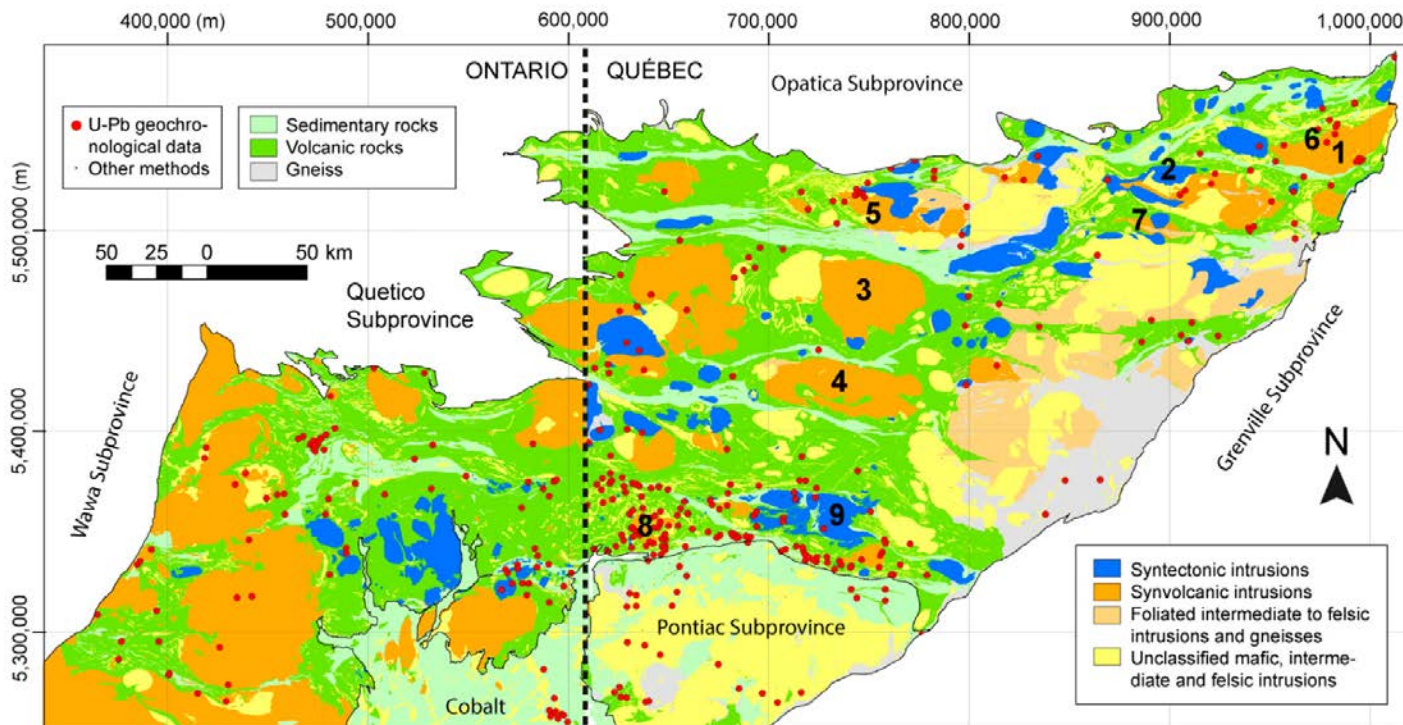 400,000 (m) 500,000 600,000 700,000 800,000 900,000 1,000,000
ONTARIO QUÉBEC
Opatica Subprovince
U-Pb geochro-
nological data
Other methods
Sedimentary rocks
Volcanic rocks
Gneiss
5,500,000 (m)
5,400,000
5,300,000
50 25 0 50 km
Quetico
Subprovince
Wawa Subprovince
Grenville Subprovince
6
1
2
5
7
3
4
8
9
N
Pontiac Subprovince
Cobalt
Syntectonic intrusions
Synvolcanic intrusions
Foliated intermediate to felsic
intrusions and gneisses
Unclassified mafic, interme-
diate and felsic intrusions